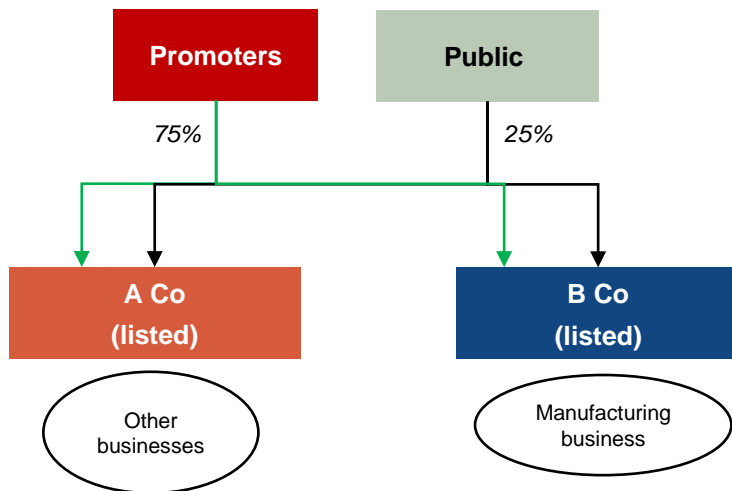 Promoters
Public
75%
25%
A Co
(listed)
B Co
(listed)
Other
businesses
Manufacturing
business